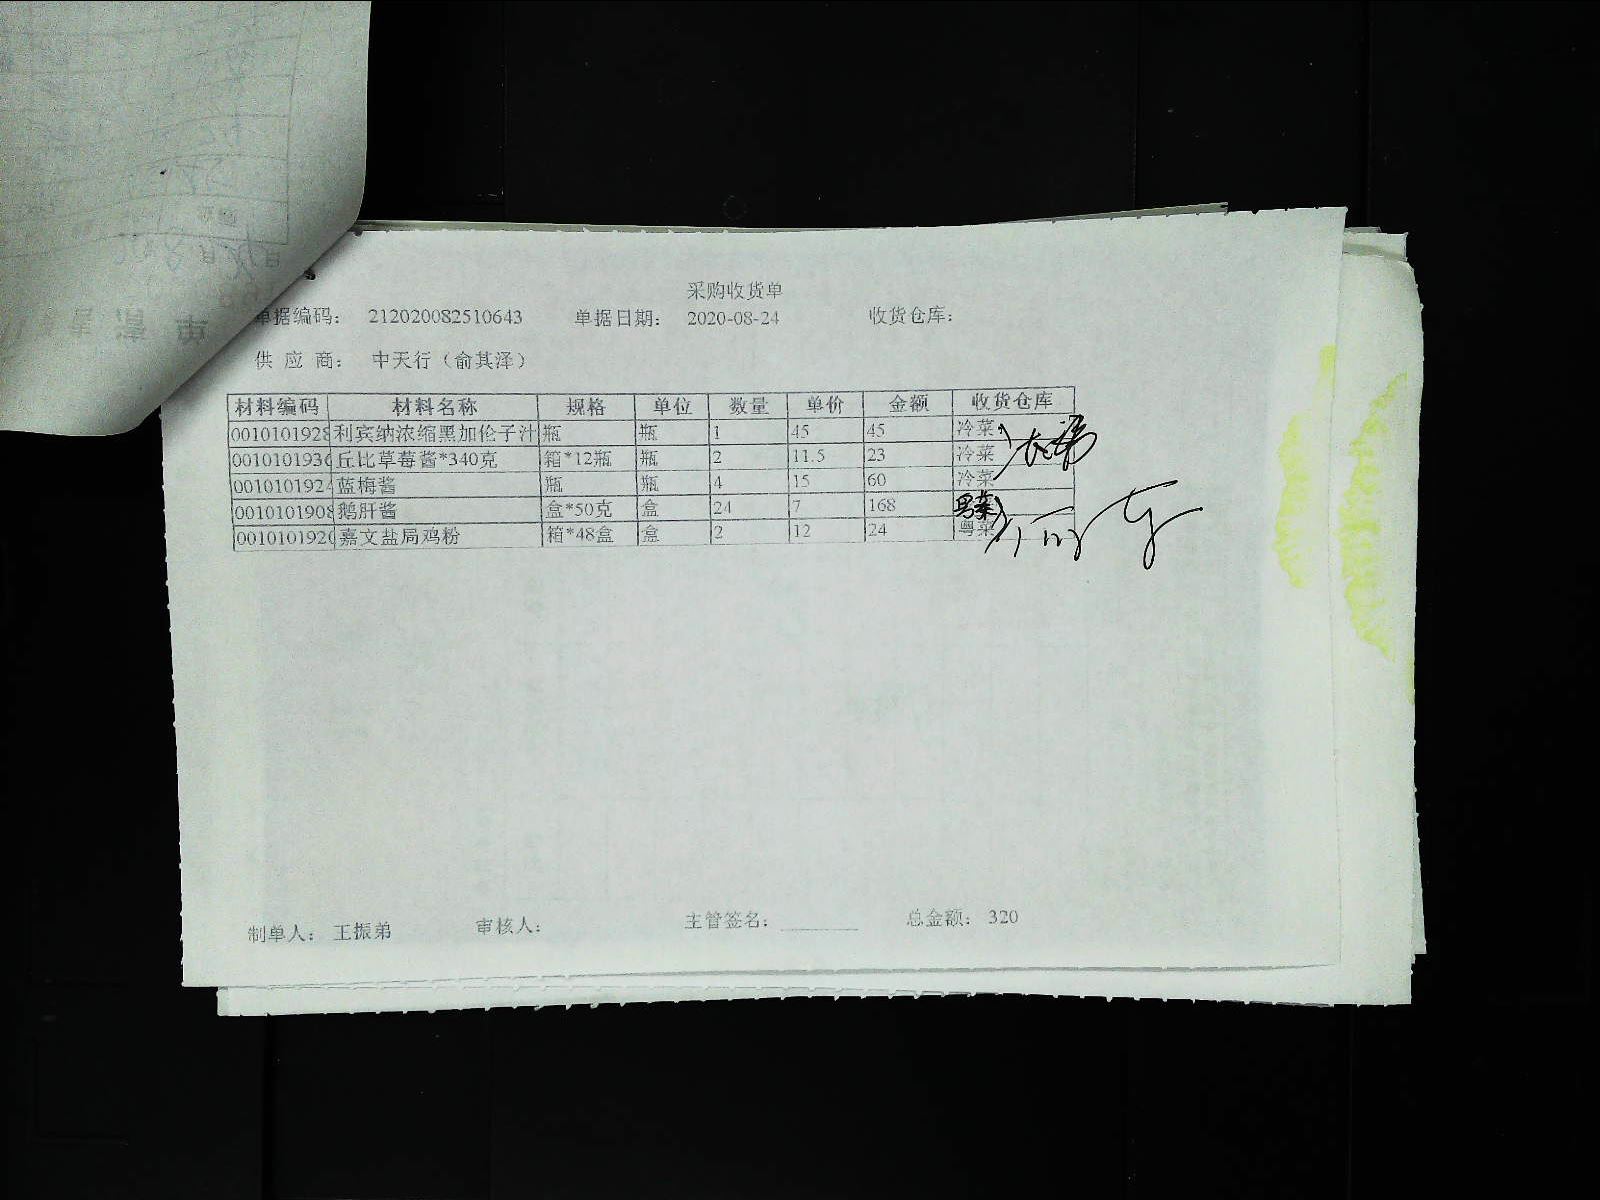 采购收货单
单据编码： 212020082510643 单据日期： 2020-08-24 收货仓库：
供 应 商： 中天行（俞其泽）
材料编码 材料名称 规格 单位 数量 单价 金额 收货仓库
0010101928 利宾纳浓缩黑加伦子汁 瓶 瓶 1 45 45 冷菜
001010193 丘比草莓酱*340克 箱*12瓶 瓶 2 11.5 23 冷菜
001010192 蓝梅酱 瓶 瓶 4 15 60 冷菜
0010101908 鹅肝酱 盒*50克 盒 24 7 168 粤菜
001010192 嘉文盐局鸡粉 箱*48盒 盒 2 12 24 粤菜
制单人： 王振弟 审核人： 主管签名： 总金额： 320